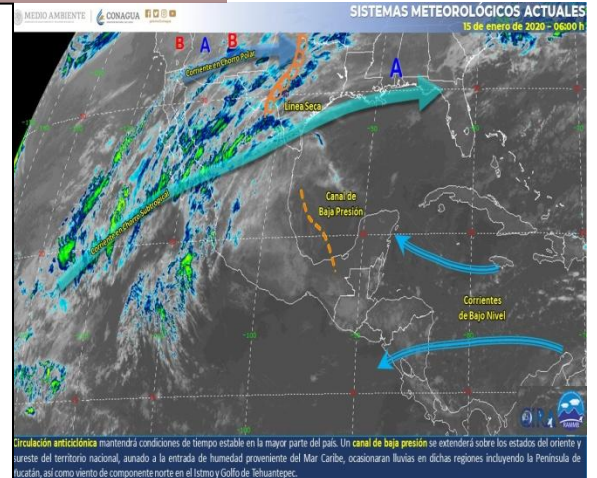 MEDIO AMBIENTE CONAGUA
SISTEMAS METEOROLÓGICOS ACTUALES
15 de enero de 2020 - 06:00 h
B A B
Corriente en Chorro Polar
A
Línea Seca
Corriente en Chorro Subtropical
Canal de
Baja Presión
Corrientes
de Bajo Nivel
CIRA
RAMMB
Circulación anticiclónica mantendrá condiciones de tiempo estable en la mayor parte del país. Un canal de baja presión se extenderá sobre los estados del oriente y
sureste del territorio nacional, aunado a la entrada de humedad proveniente del Mar Caribe, ocasionaran lluvias en dichas regiones incluyendo la Península de
Yucatán, así como viento de componente norte en el Istmo y Golfo de Tehuantepec.